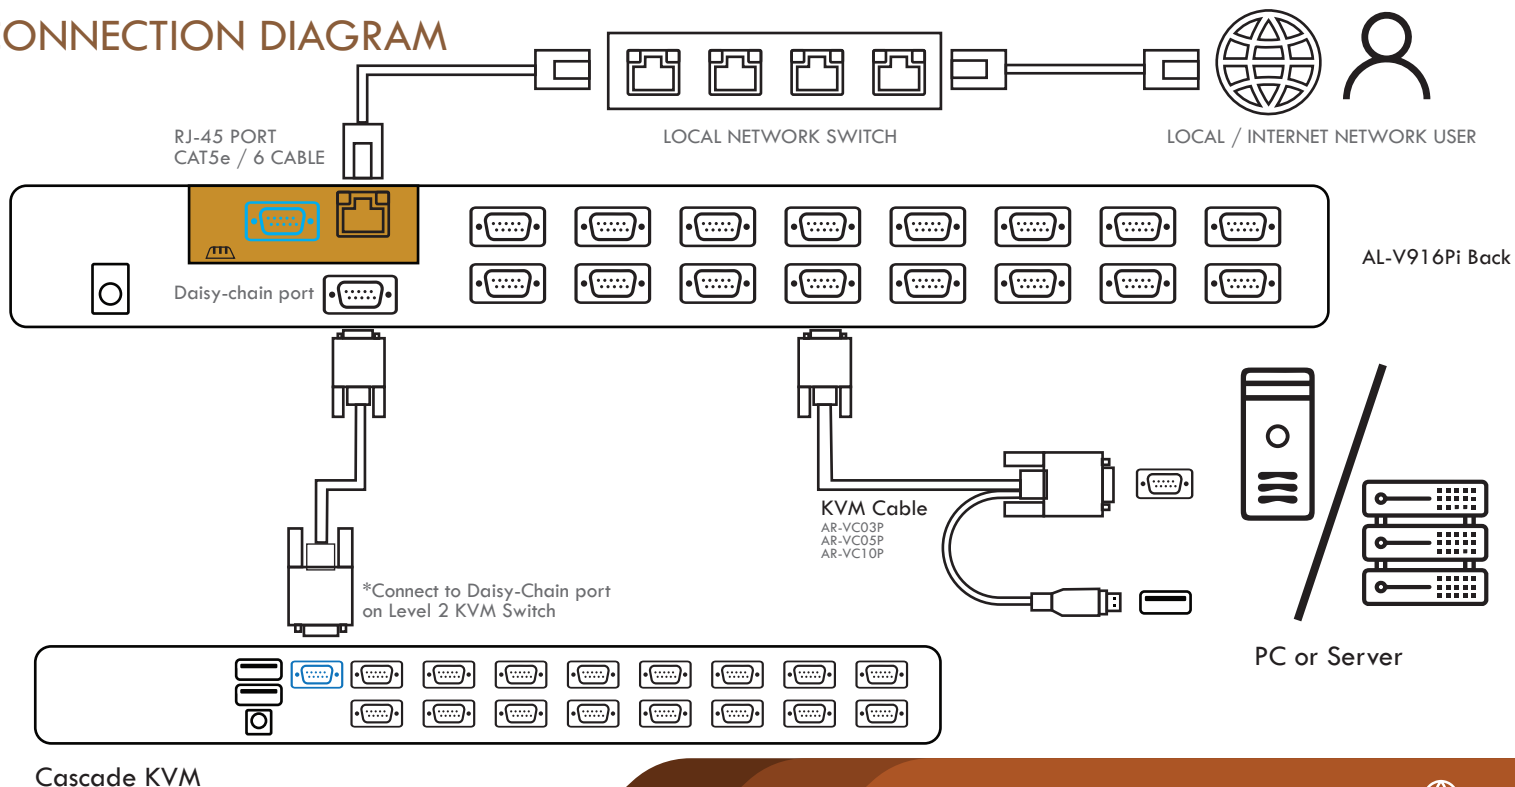 ONNECTION DIAGRAM
RJ-45 PORT
CAT5e / 6 CABLE
LOCAL NETWORK SWITCH
LOCAL / INTERNET NETWORK USER
AL-V916Pi Back
Daisy-chain port
KVM Cable
AR-VC03P
AR-VC05P
AR-VC10P
*Connect to Daisy-Chain port
on Level 2 KVM Switch
PC or Server
Cascade KVM